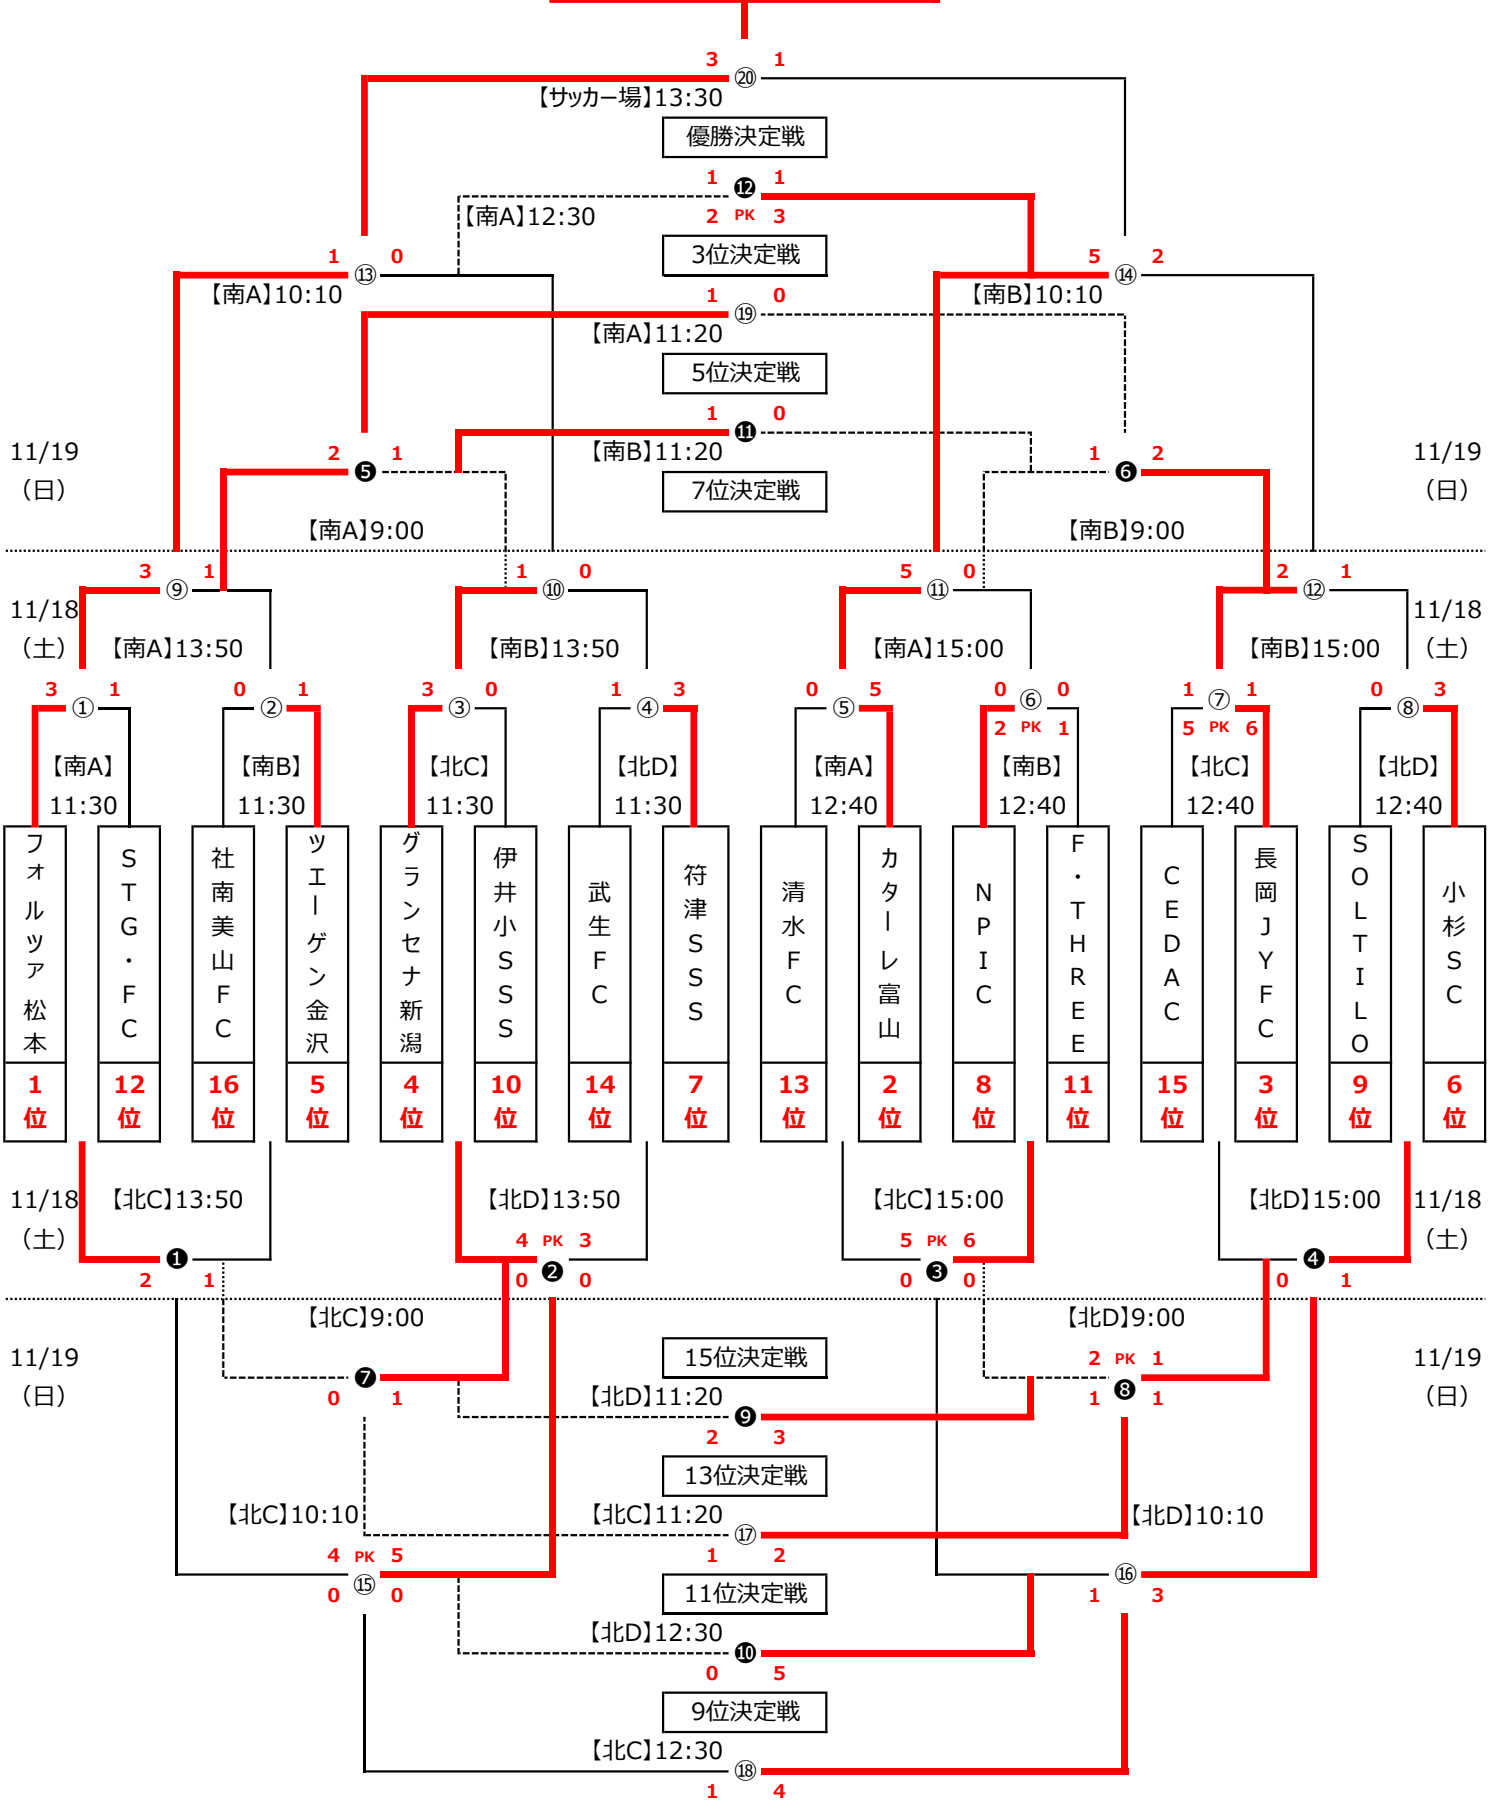 3 1
⑳
【サッカー場】13:30
優勝決定戦
1 ⓬ 1
【南A】12:30 2 PK 3
3位決定戦
1 0 5 2
⑬ ⑭
【南A】10:10 【南B】10:10
1 0
⑲
【南A】11:20
5位決定戦
1 0
⓫
11/19 2 1 【南B】11:20 1 2 11/19
❺ ❻
（日） 7位決定戦 （日）
【南A】9:00 【南B】9:00
3 1 1 0 5 0 2 1
⑨ ⑩ ⑪ ⑫
11/18 11/18
（土） 【南A】13:50 【南B】13:50 【南A】15:00 【南B】15:00 （土）
3 1 0 1 3 0 1 3 0 5 0 0 1 1 0 3
① ② ③ ④ ⑤ ⑥ ⑦ ⑧
2 PK 1 5 PK 6
【南A】 【南B】 【北C】 【北D】 【南A】 【南B】 【北C】 【北D】
11:30 11:30 11:30 11:30 12:40 12:40 12:40 12:40
フォルツァ松本
STG・FC
社南美山FC
ツエーゲン金沢
グランセナ新潟
伊井小SSS
武生FC
符津SSS
清水FC
カターレ富山
NPIC
F・THREE
CEDAC
長岡JYFC
SOLTILO
小杉SC
1 12 16 5 4 10 14 7 13 2 8 11 15 3 9 6
位 位 位 位 位 位 位 位 位 位 位 位 位 位 位 位
11/18 【北C】13:50 【北D】13:50 【北C】15:00 【北D】15:00 11/18
（土） 4 PK 3 5 PK 6 （土）
❶ ❷ ❸ ❹
2 1 0 0 0 0 0 1
【北C】9:00 【北D】9:00
11/19 15位決定戦 2 PK 1 11/19
❼ ❽
（日） 0 1 【北D】11:20 1 1 （日）
❾
2 3
13位決定戦
【北C】10:10 【北C】11:20 【北D】10:10
⑰
4 PK 5 1 2
⑮ ⑯
0 0 11位決定戦 1 3
【北D】12:30
❿
0 5
9位決定戦
【北C】12:30
⑱
1 4